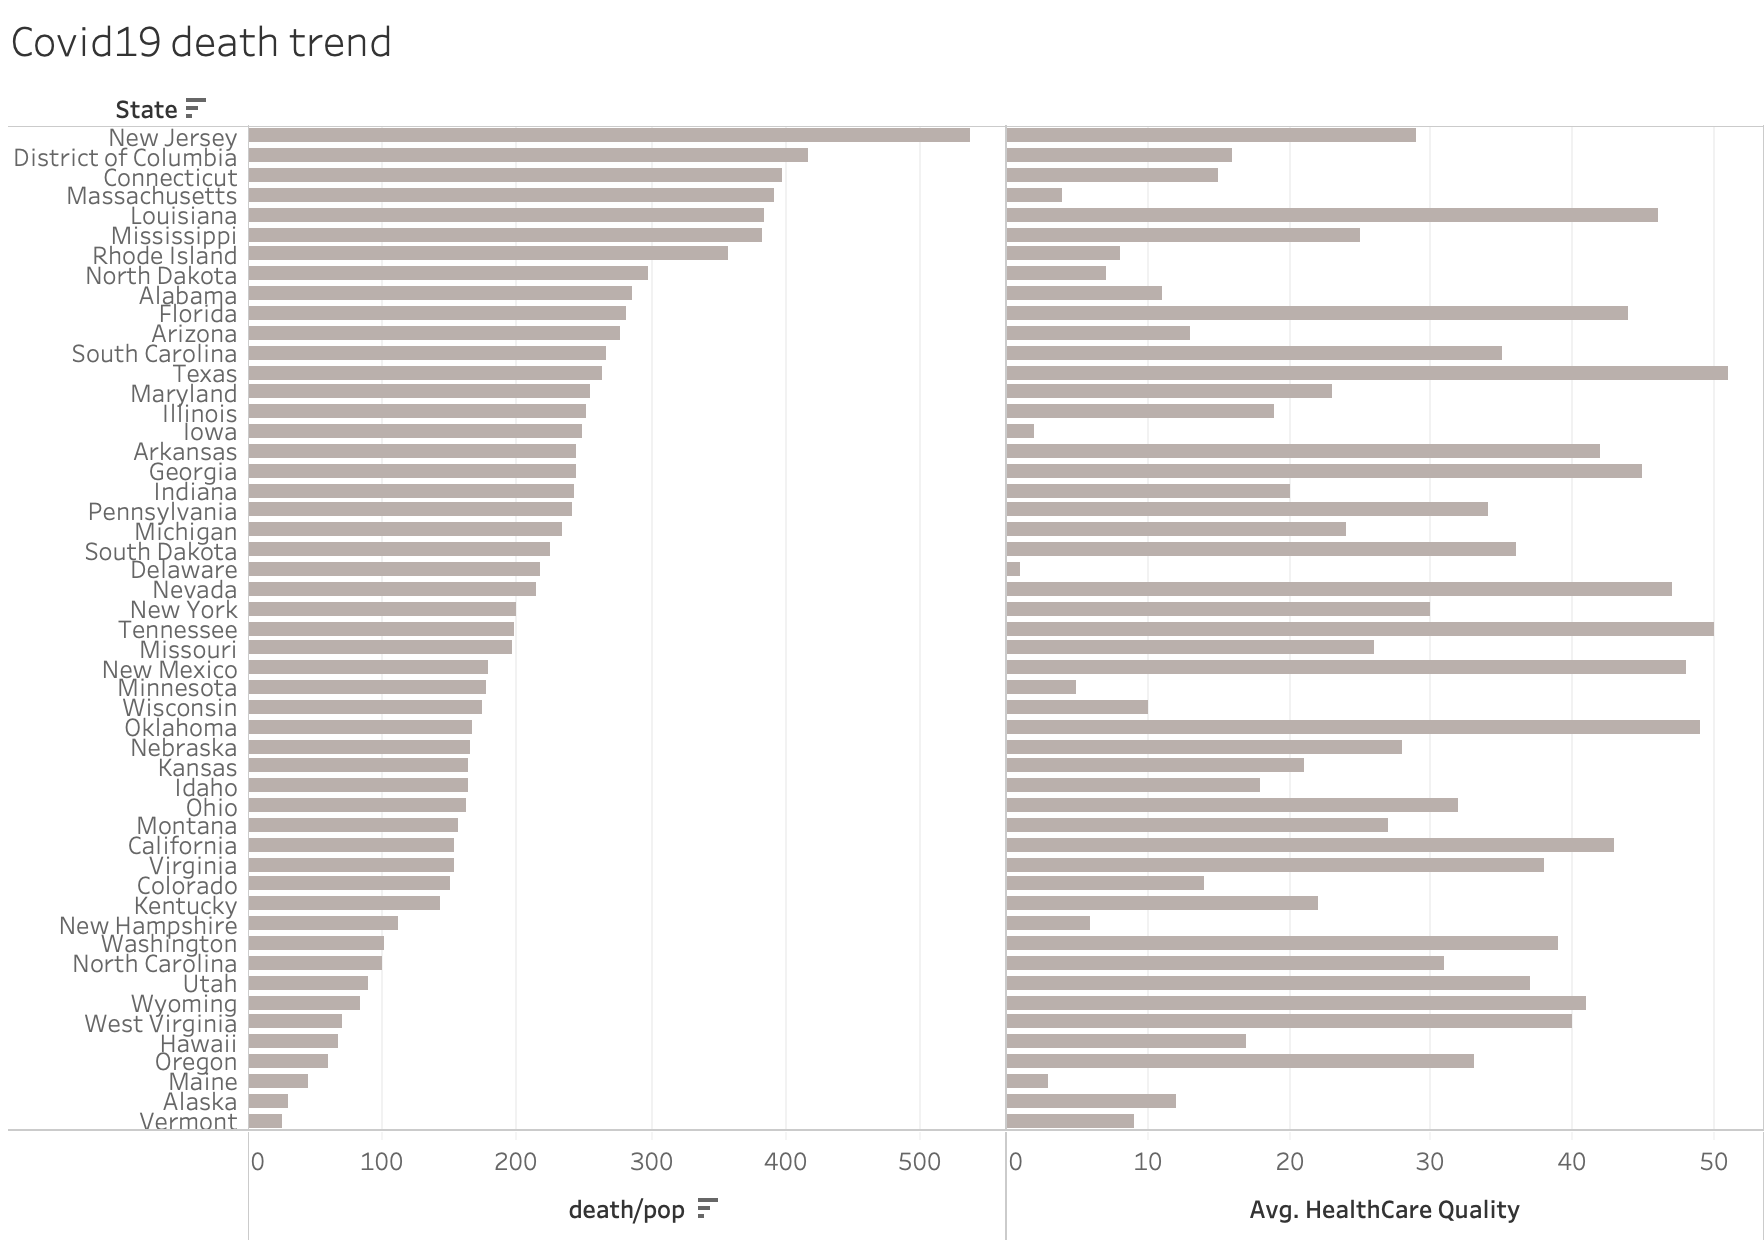 Covid19 death trend
State
New Jersey
District of Columbia
Connecticut
Massachusetts
Louisiana
Mississippi
Rhode Island
North Dakota
Alabama
Florida
Arizona
South Carolina
Texas
Maryland
Illinois
Iowa
Arkansas
Georgia
Indiana
Pennsylvania
Michigan
South Dakota
Delaware
Nevada
New York
Tennessee
Missouri
New Mexico
Minnesota
Wisconsin
Oklahoma
Nebraska
Kansas
Idaho
Ohio
Montana
California
Virginia
Colorado
Kentucky
New Hampshire
Washington
North Carolina
Utah
Wyoming
West Virginia
Hawaii
Oregon
Maine
Alaska
Vermont
0 100 200 300 400 500 0 10 20 30 40 50
death/pop Avg. HealthCare Quality